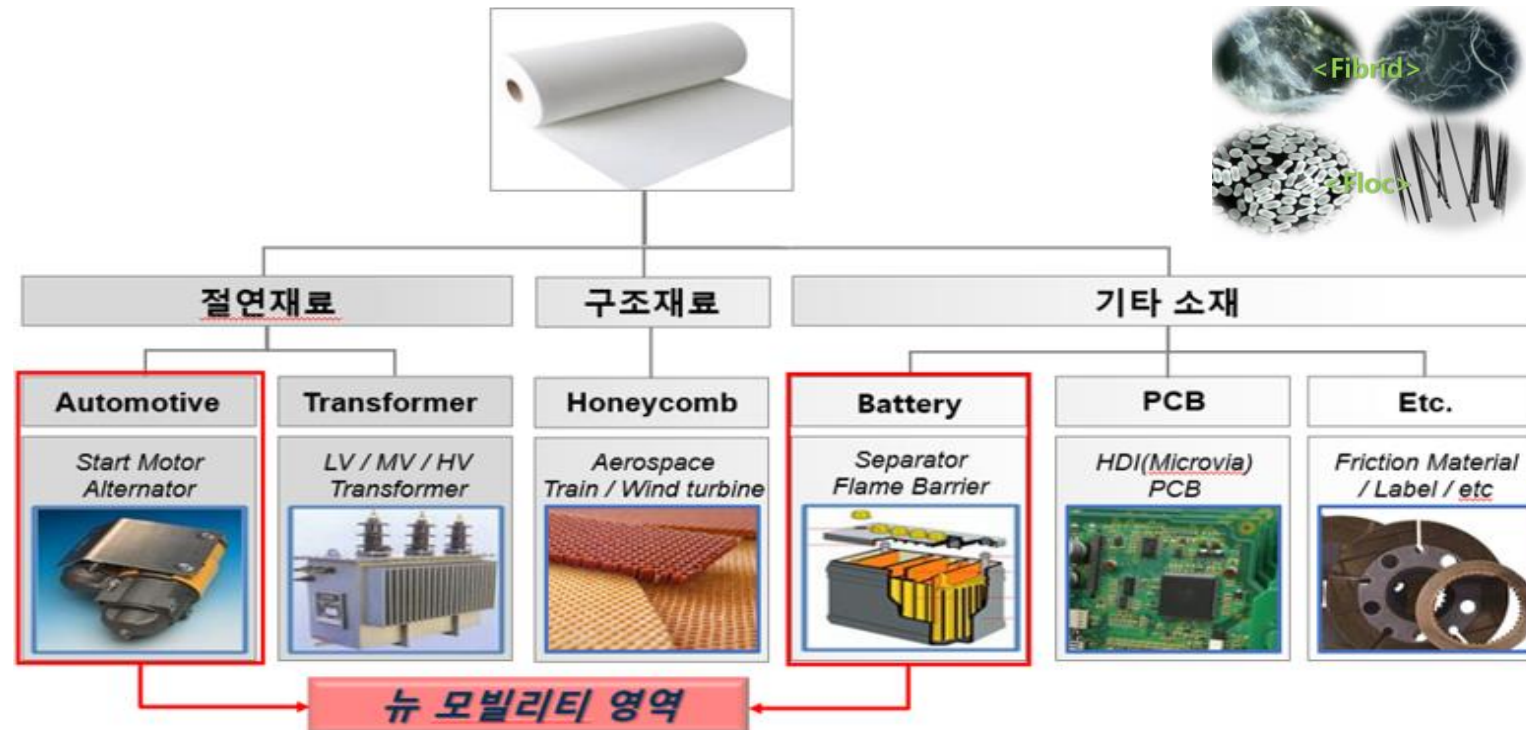 <Fibrid>
<Floc>
절연재료
구조재료
기타 소재
Automotive
Transformer
Honeycomb
Battery
PCB
Etc.
Start Motor
Alternator
LV / MV / HV
Transformer
Aerospace
Train / Wind turbine
Separator
Flame Barrier
HDI(Microvia)
PCB
Friction Material
/ Label / etc
뉴 모빌리티 영역